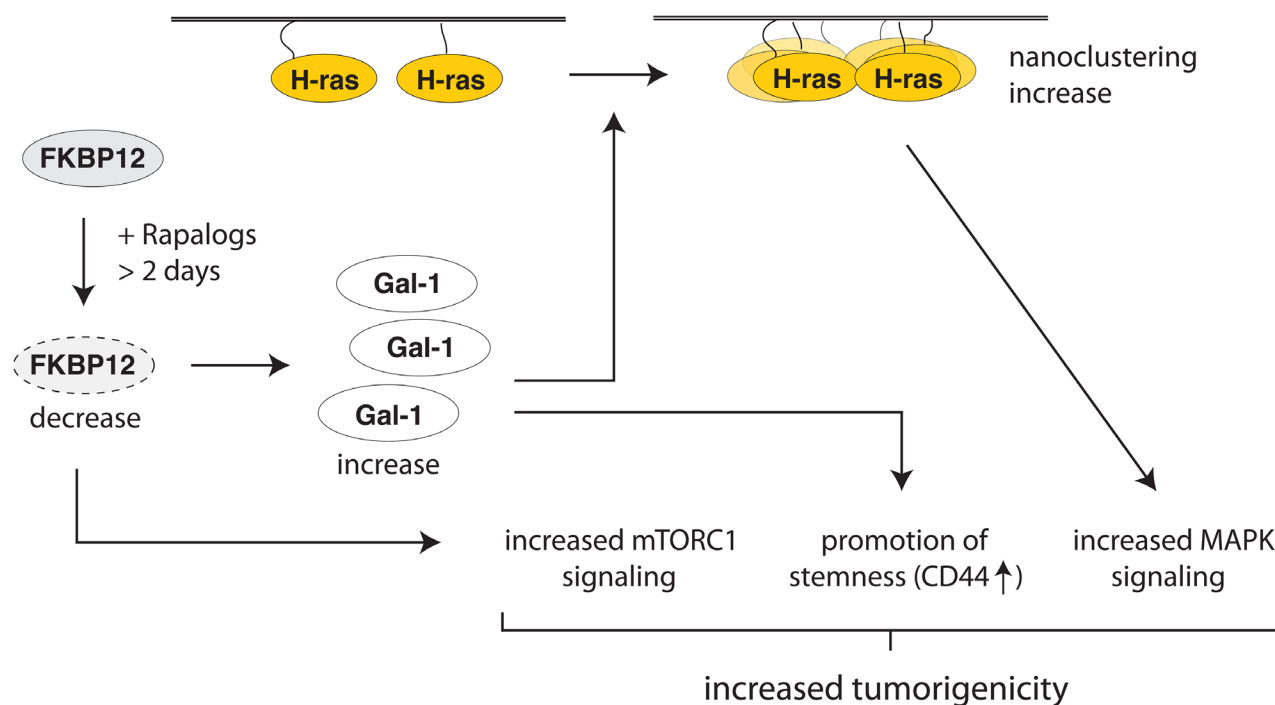 H-ras
H-ras
H-ras
H-ras
nanoclustering
increase
FKBP12
+ Rapalogs
> 2 days
Gal-1
Gal-1
Gal-1
increase
FKBP12
decrease
increased mTORC1
signaling
promotion of
stemness (CD44↑)
increased MAPK
signaling
increased tumorigenicity